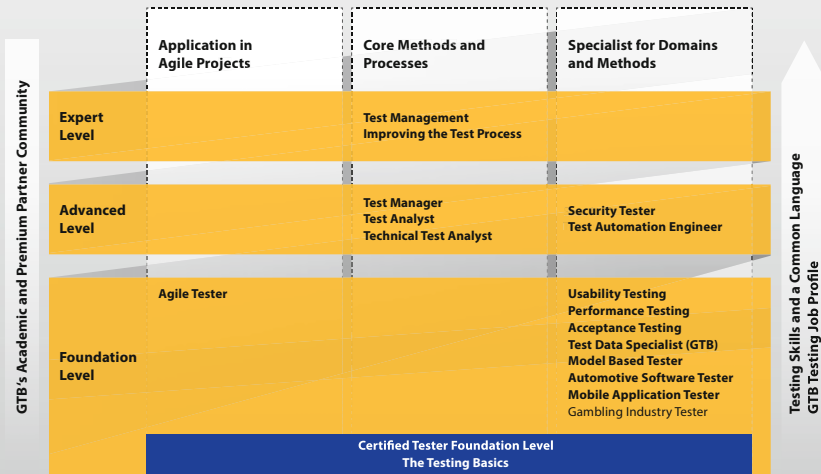 Application in
Agile Projects
Core Methods and
Processes
Specialist for Domains
and Methods
GTB's Academic and Premium Partner Community
Expert
Level
Test Management
Improving the Test Process
Advanced
Level
Test Manager
Test Analyst
Technical Test Analyst
Security Tester
Test Automation Engineer
Foundation
Level
Agile Tester
Usability Testing
Performance Testing
Acceptance Testing
Test Data Specialist (GTB)
Model Based Tester
Automotive Software Tester
Mobile Application Tester
Gambling Industry Tester
Certified Tester Foundation Level
The Testing Basics
Testing Skills and a Common Language
GTB Testing Job Profile